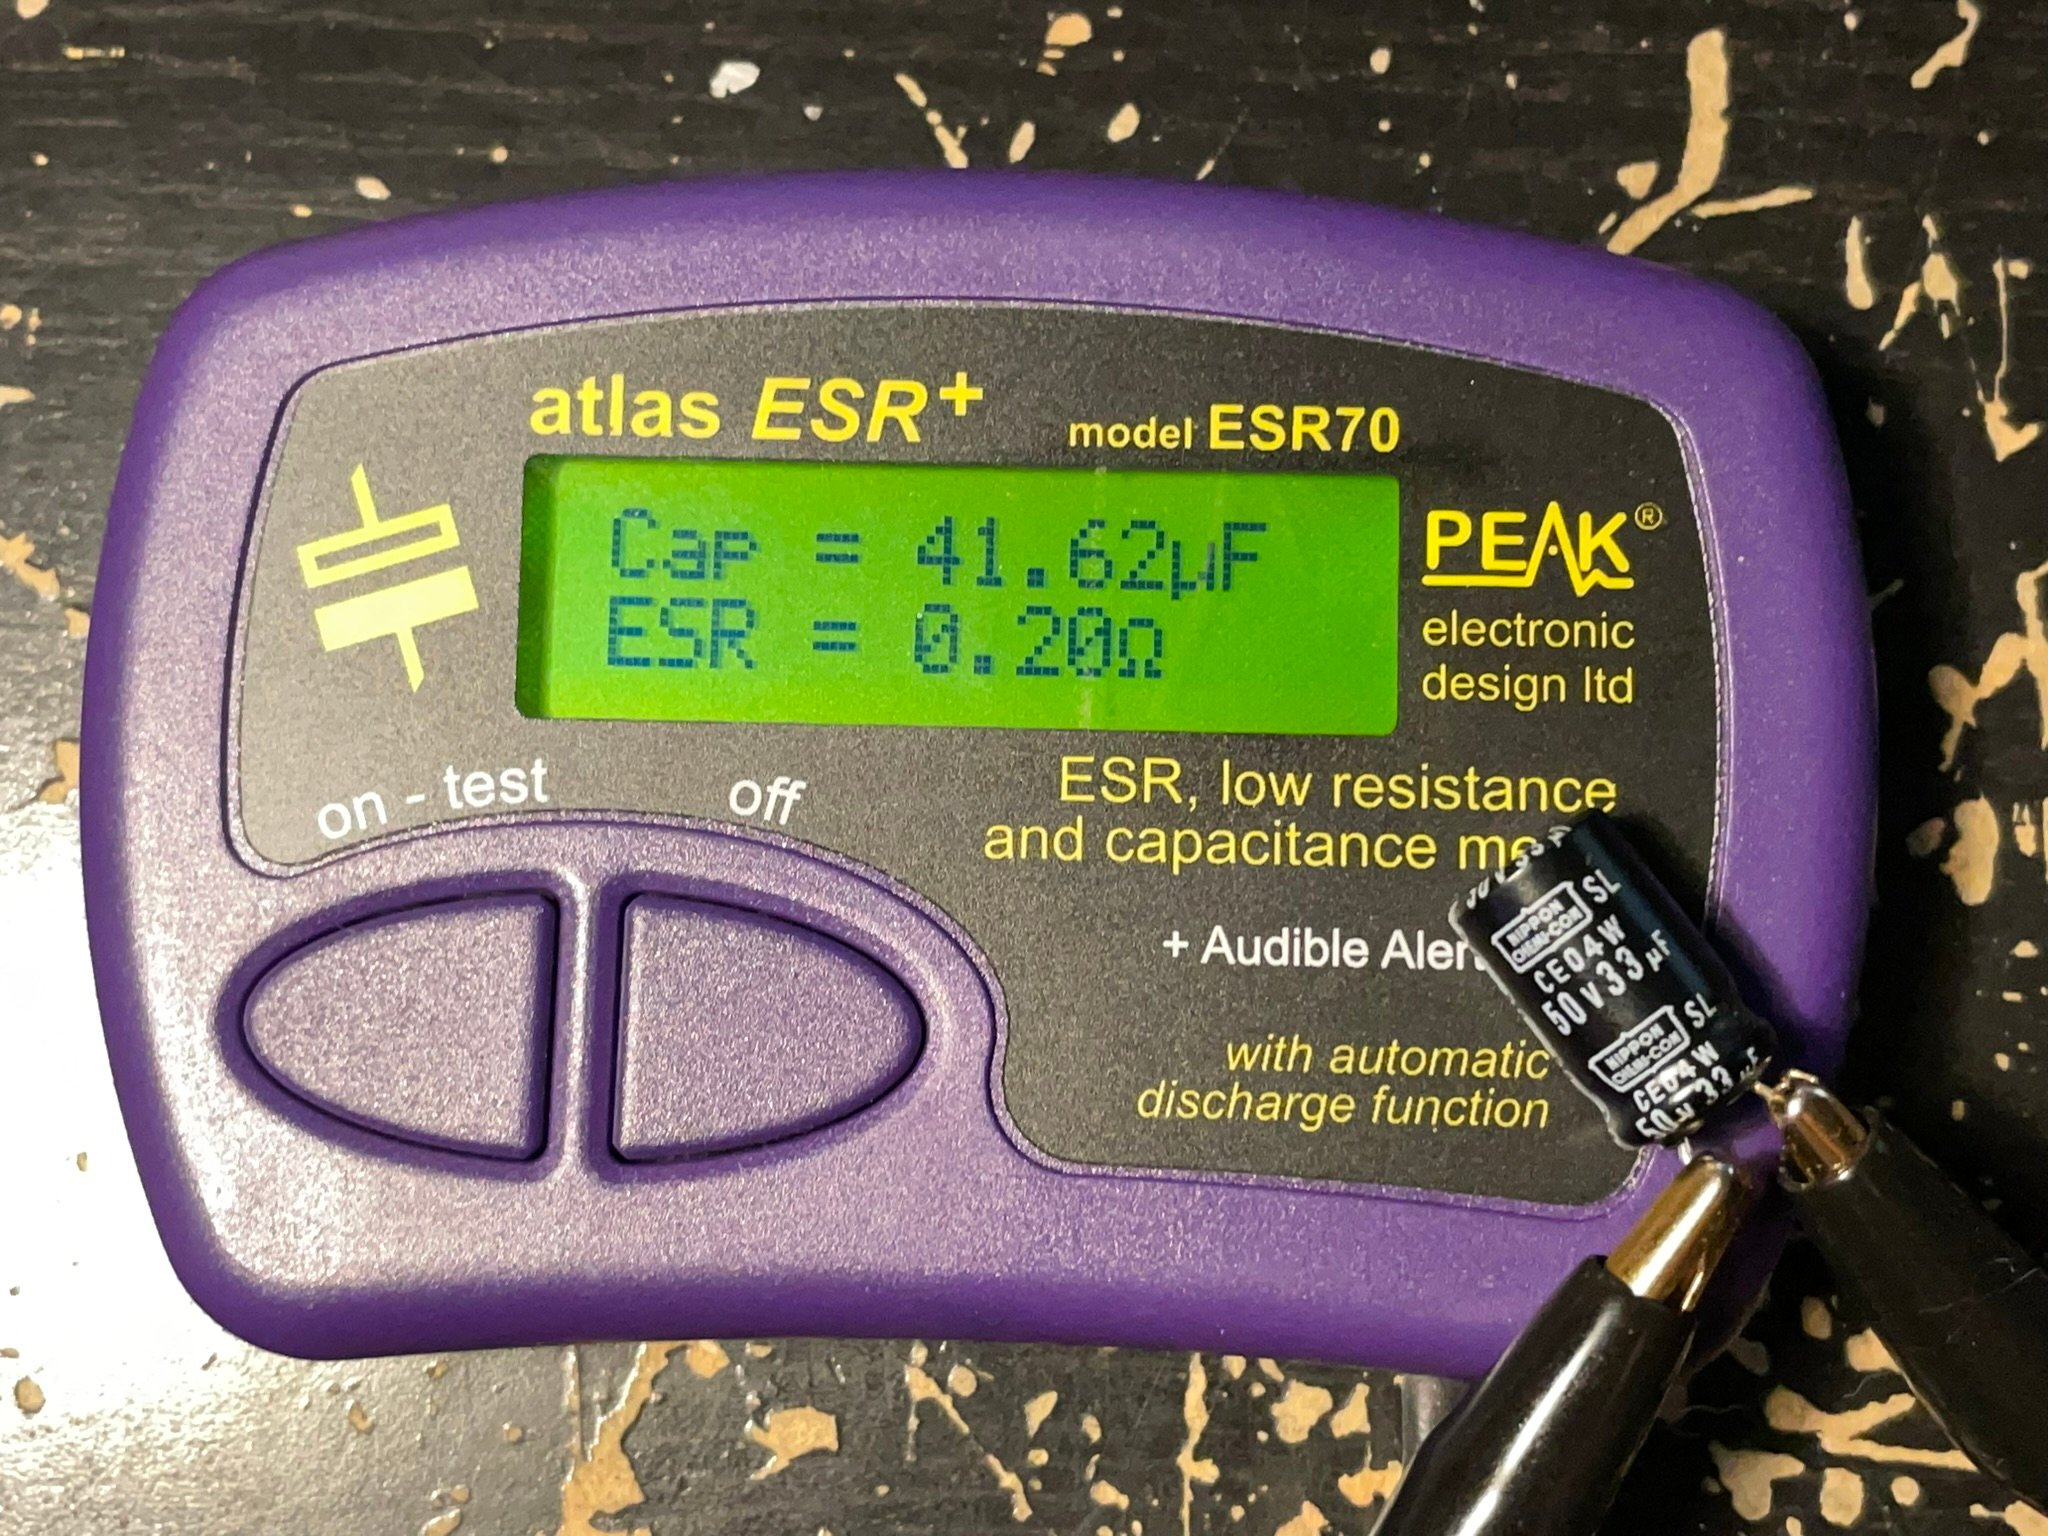 atlas ESR+ model ESR70
Cap = 41.62µF
ESR = 0.20Ω
PEAK®
electronic
design ltd
on - test
off
ESR, low resistance
and capacitance me
+ Audible Aler
with automatic
discharge function
NIPPON
CHEMI-CON
SL
CE04W
50V33µF
NIPPON
CHEMI-CON
SL
CE04W
50V33µF